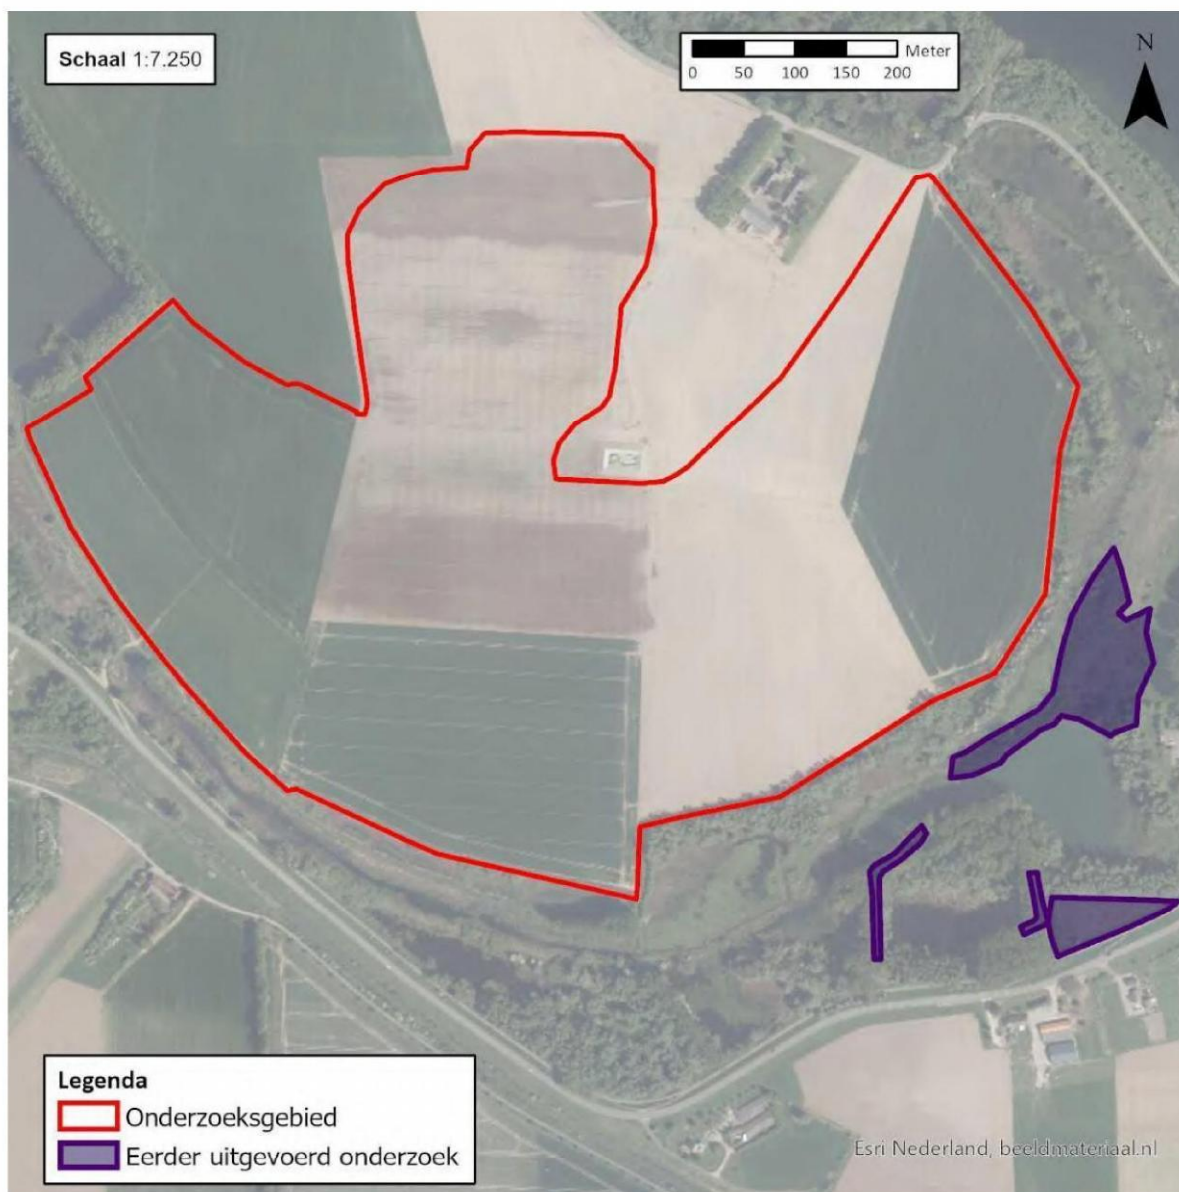 Schaal 1:7.250
Meter
0 50 100 150 200
N
Legenda
Onderzoeksgebied
Eerder uitgevoerd onderzoek
Esri Nederland, beeldmateriaal.nl